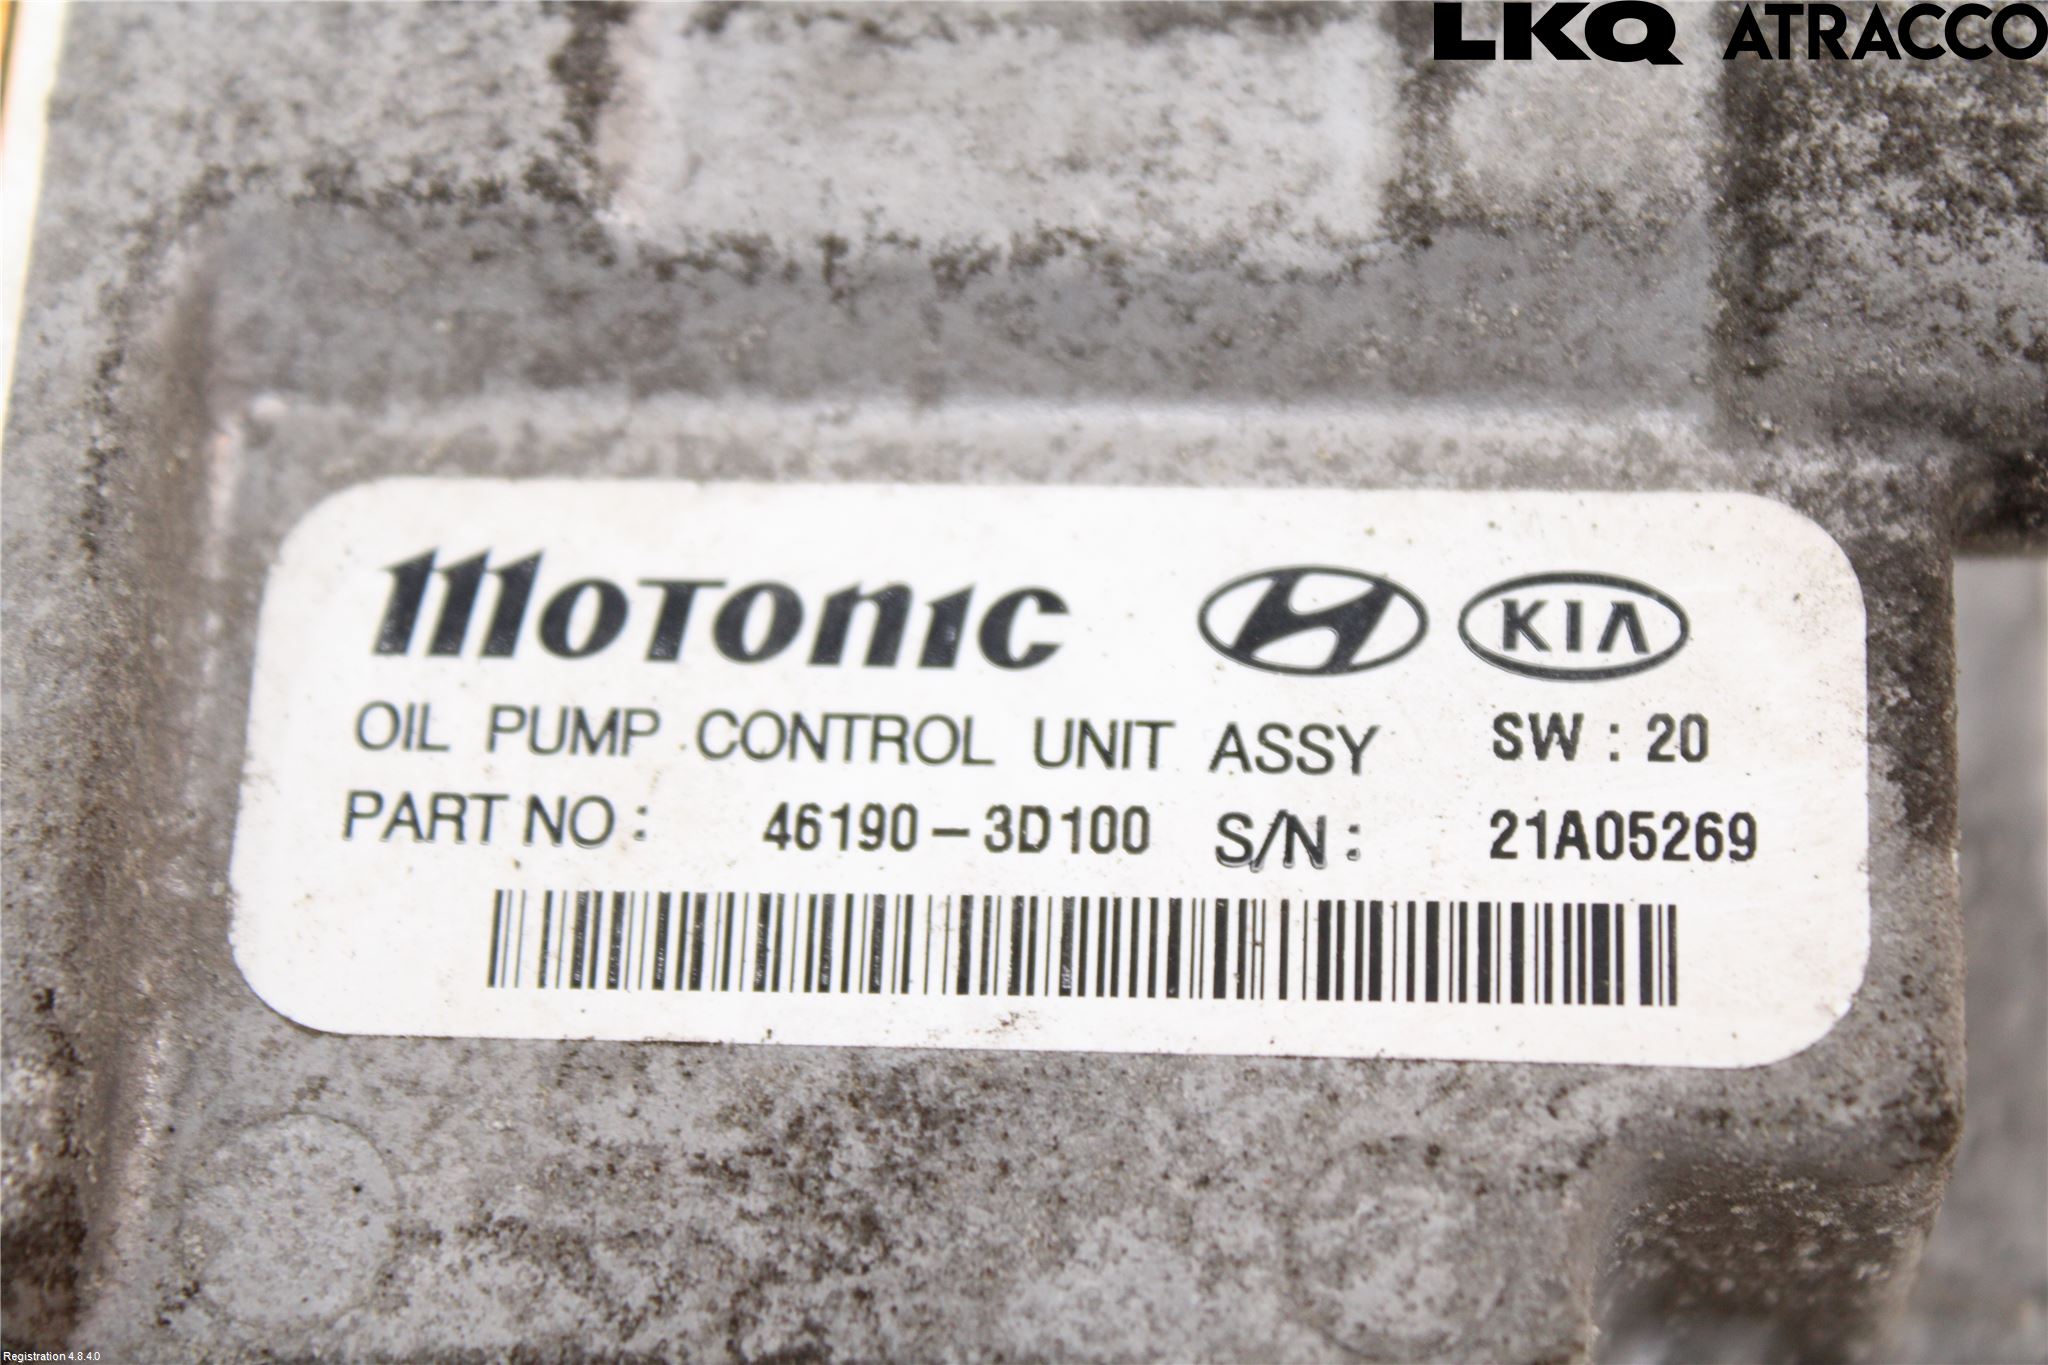 LKQ ATRACCO
MOTONIC H KIA
OIL PUMP CONTROL UNIT ASSY SW : 20
PART NO : 46190-3D100 S/N : 21A05269
Registration 4.8.4.0